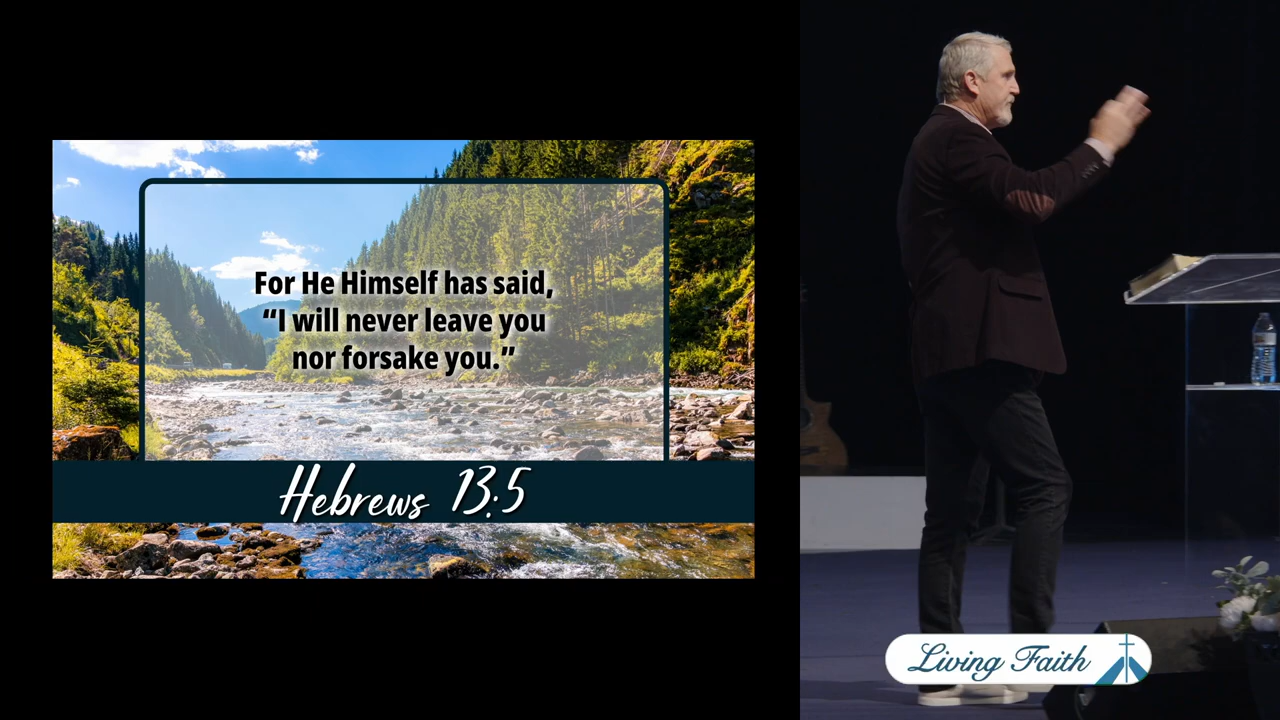 For He Himself has said,
“I will never leave you
nor forsake you.”
Hebrews 13:5
Living Faith